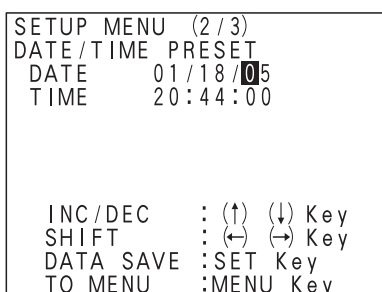 SETUP MENU (2/3)
DATE/TIME PRESET
DATE 01/18/05
TIME 20:44:00
INC/DEC : (↑) (↓) Key
SHIFT : (←) (→) Key
DATA SAVE :SET Key
TO MENU :MENU Key